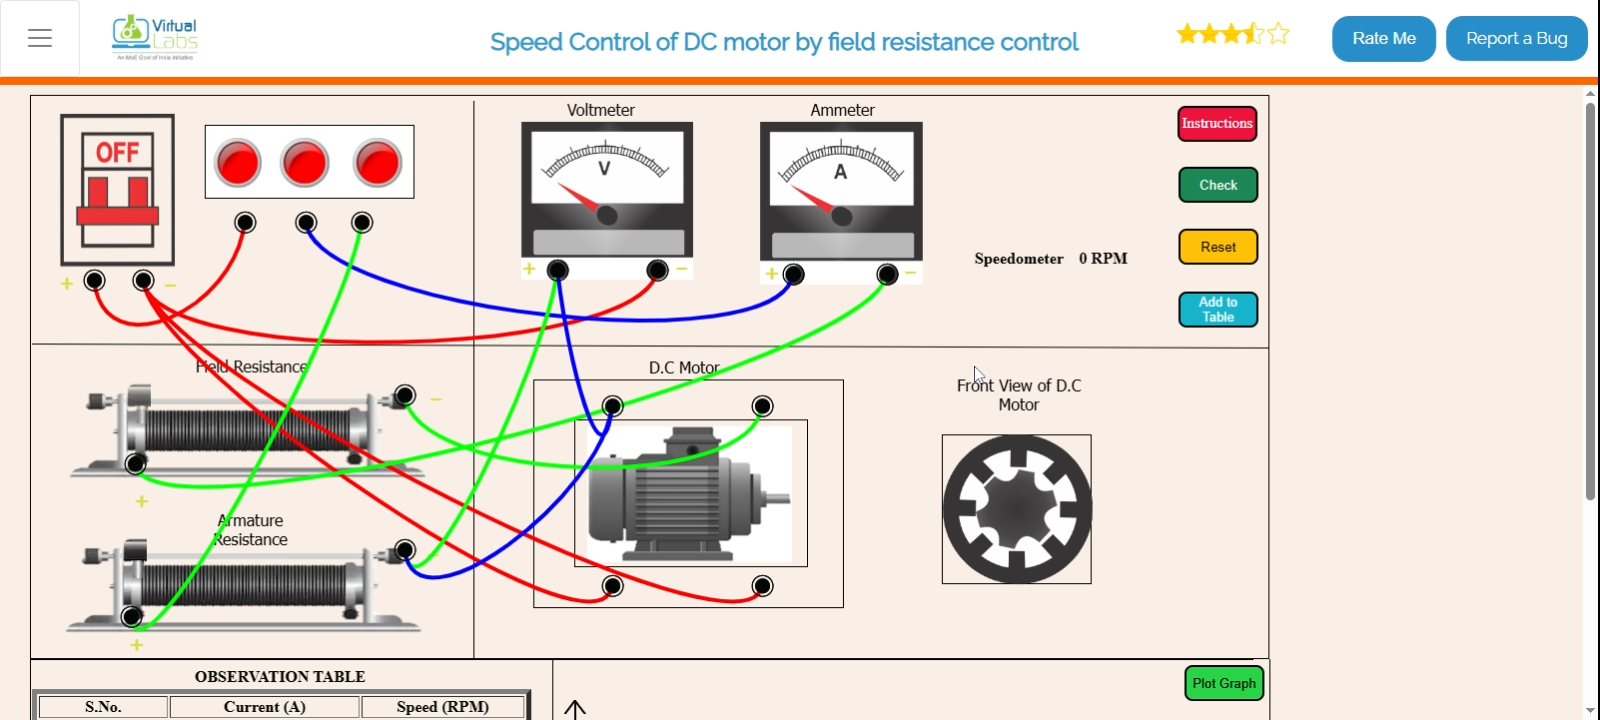 Virtual
Labs
An MoE Govt of India Initiative
Speed Control of DC motor by field resistance control
Rate Me
Report a Bug
OFF
+
−
Voltmeter
V
+
−
Ammeter
A
+
−
Speedometer 0 RPM
Instructions
Check
Reset
Add to
Table
Field Resistance
−
+
Armature
Resistance
+
D.C Motor
Front View of D.C
Motor
OBSERVATION TABLE
S.No.
Current (A)
Speed (RPM)
Plot Graph